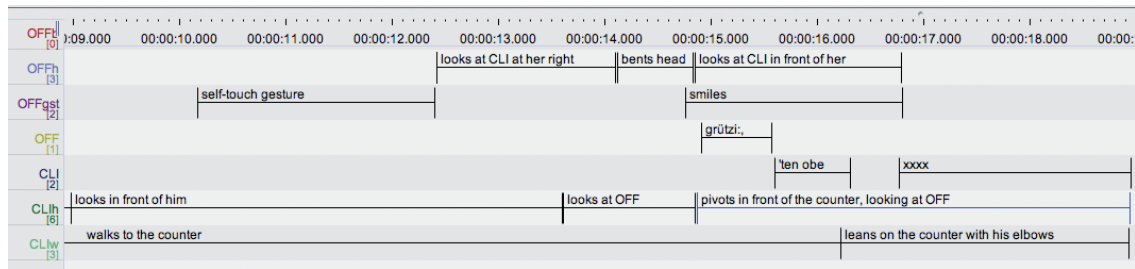 OFFt [0] ):09.000 00:00:10.000 00:00:11.000 00:00:12.000 00:00:13.000 00:00:14.000 00:00:15.000 00:00:16.000 00:00:17.000 00:00:18.000 00:00:
OFFh [3] looks at CLI at her right bents head looks at CLI in front of her
OFFgst [2] self-touch gesture smiles
OFF [1] grützi:,
CLI [2] 'ten obe xxxx
CLIh [6] looks in front of him looks at OFF pivots in front of the counter, looking at OFF
CLIw [3] walks to the counter leans on the counter with his elbows